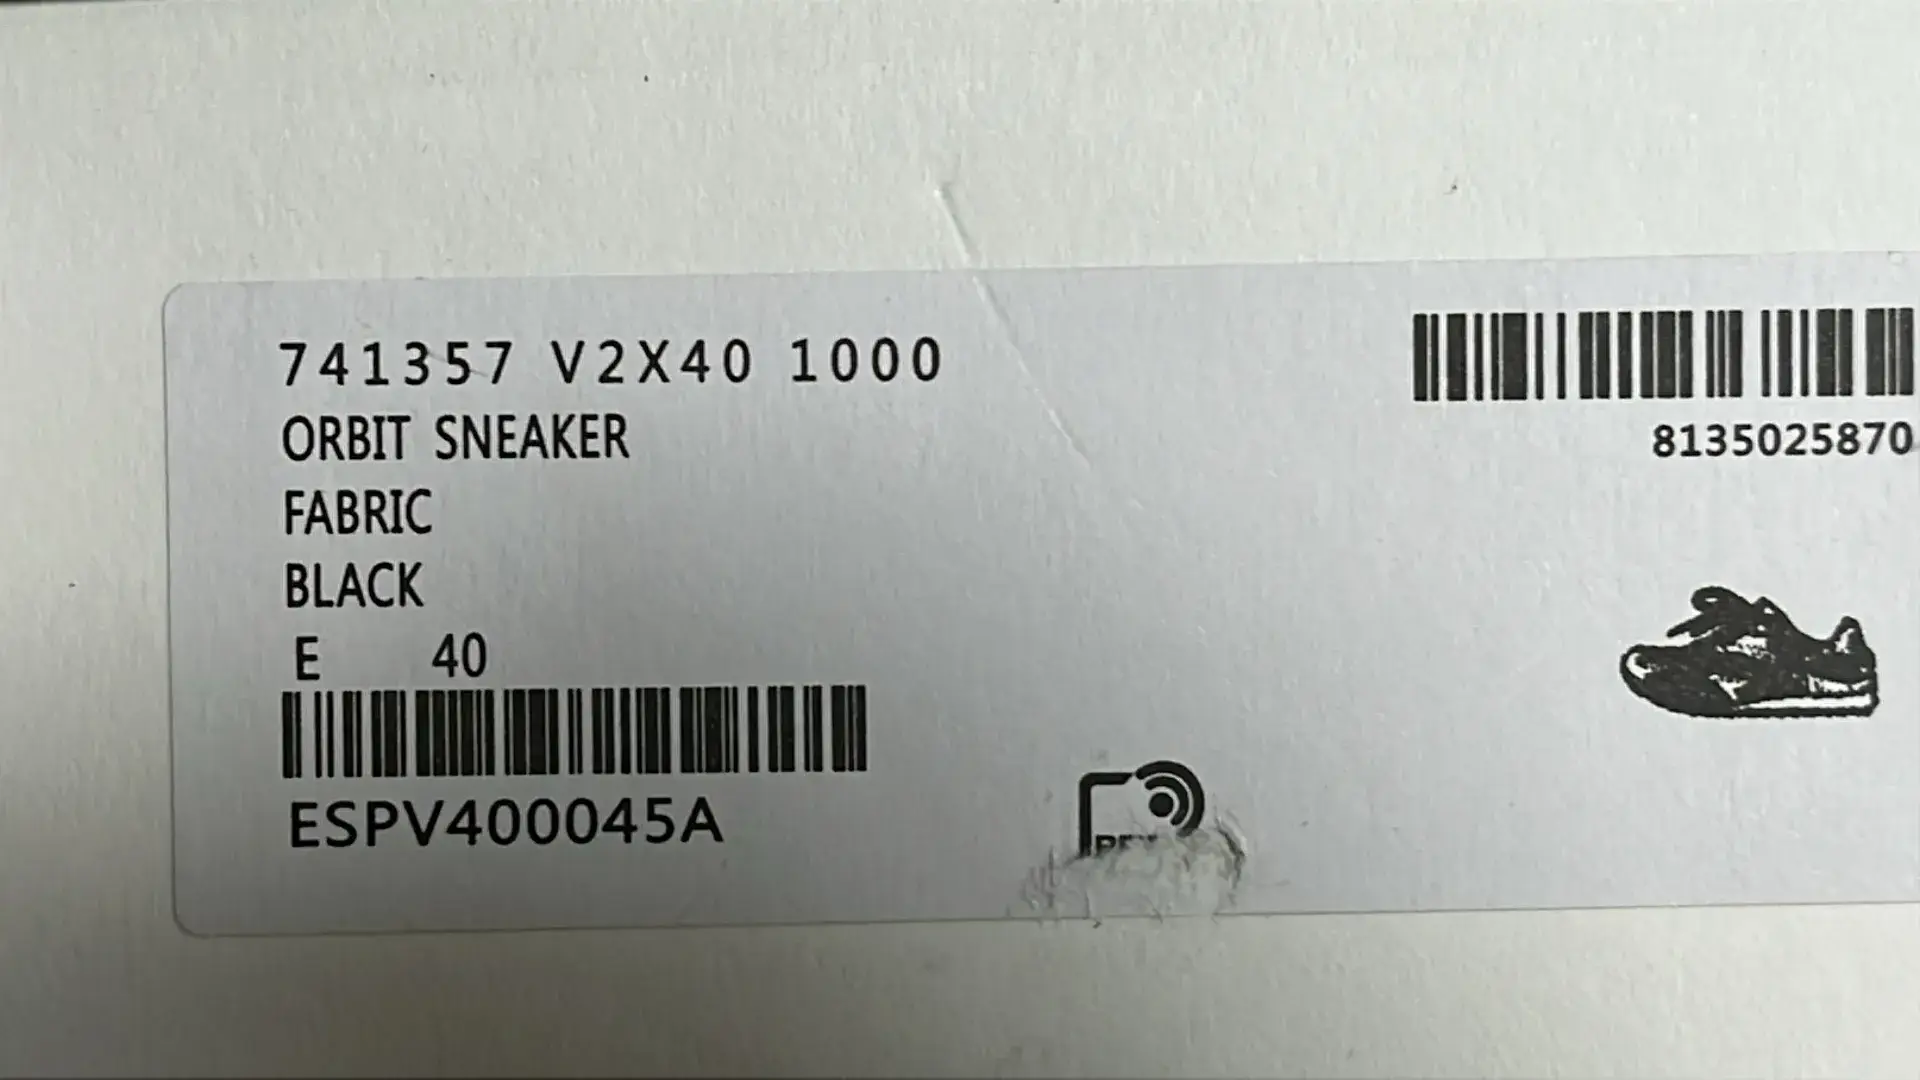 741357 V2X40 1000
ORBIT SNEAKER
FABRIC
BLACK
E 40
ESPV400045A
8135025870